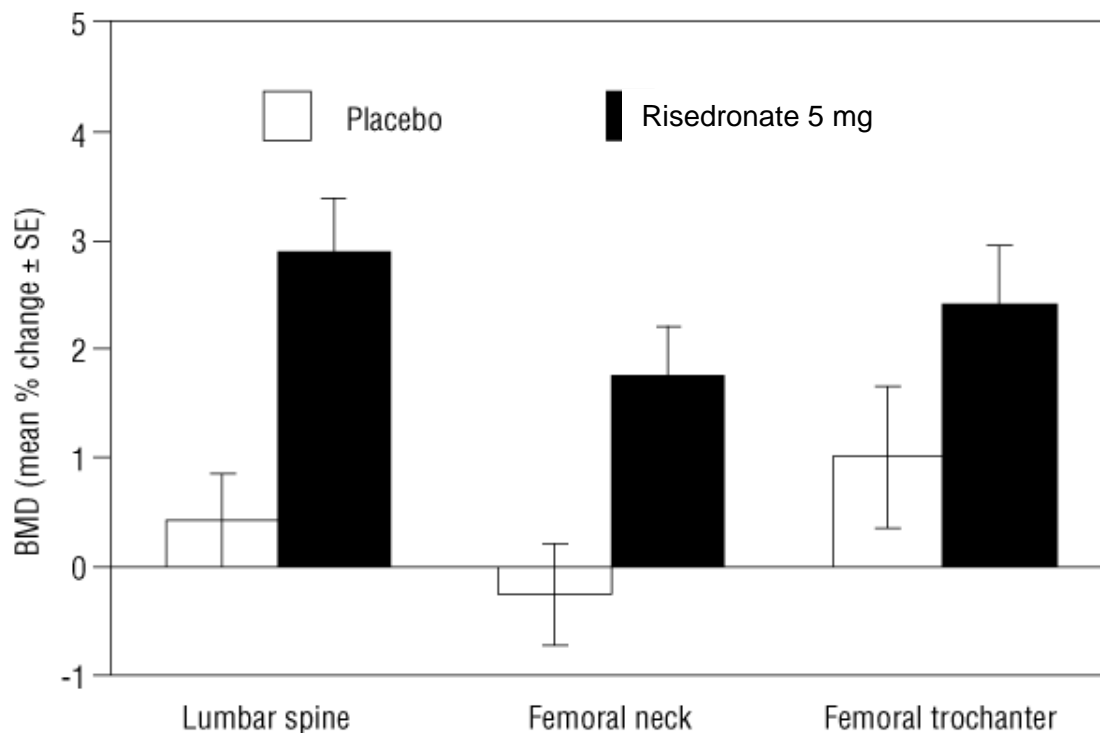 5
Placebo
Risedronate 5 mg
4
3
2
1
0
-1
BMD (mean % change ± SE)
Lumbar spine
Femoral neck
Femoral trochanter